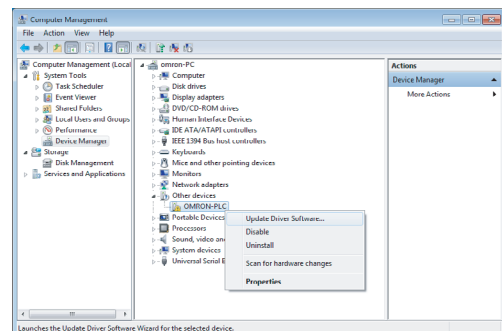 Computer Management
File Action View Help
Computer Management (Local
System Tools
Task Scheduler
Event Viewer
Shared Folders
Local Users and Groups
Performance
Device Manager
Storage
Disk Management
Services and Applications
omron-PC
Computer
Disk drives
Display adapters
DVD/CD-ROM drives
Human Interface Devices
IDE ATA/ATAPI controllers
IEEE 1394 Bus host controllers
Keyboards
Mice and other pointing devices
Monitors
Network adapters
Other devices
OMRON-PLC
Portable Devices
Processors
Sound, video an
System devices
Universal Serial B
Update Driver Software...
Disable
Uninstall
Scan for hardware changes
Properties
Actions
Device Manager
More Actions
Launches the Update Driver Software Wizard for the selected device.